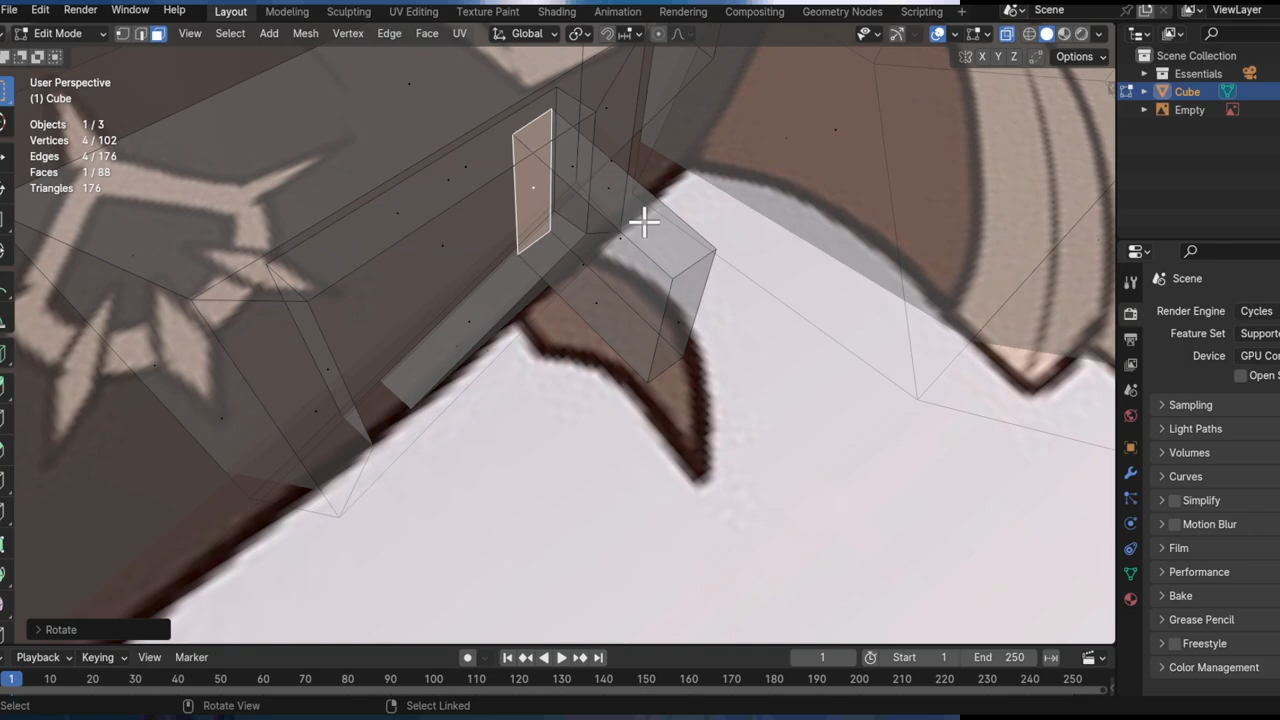 File Edit Render Window Help Layout Modeling Sculpting UV Editing Texture Paint Shading Animation Rendering Compositing Geometry Nodes Scripting + Scene ViewLayer
Edit Mode View Select Add Mesh Vertex Edge Face UV Global
X Y Z Options
User Perspective
(1) Cube
Objects 1 / 3
Vertices 4 / 102
Edges 4 / 176
Faces 1 / 88
Triangles 176
Scene Collection
Essentials
Cube
Empty
Scene
Render Engine Cycles
Feature Set Supporte
Device GPU Cor
Open S
Sampling
Light Paths
Volumes
Curves
Simplify
Motion Blur
Film
Performance
Bake
Grease Pencil
Freestyle
Color Management
Rotate
Playback Keying View Marker 1 Start 1 End 250
1 10 20 30 40 50 60 70 80 90 100 110 120 130 140 150 160 170 180 190 200 210 220 230 240 250
Select Rotate View Select Linked